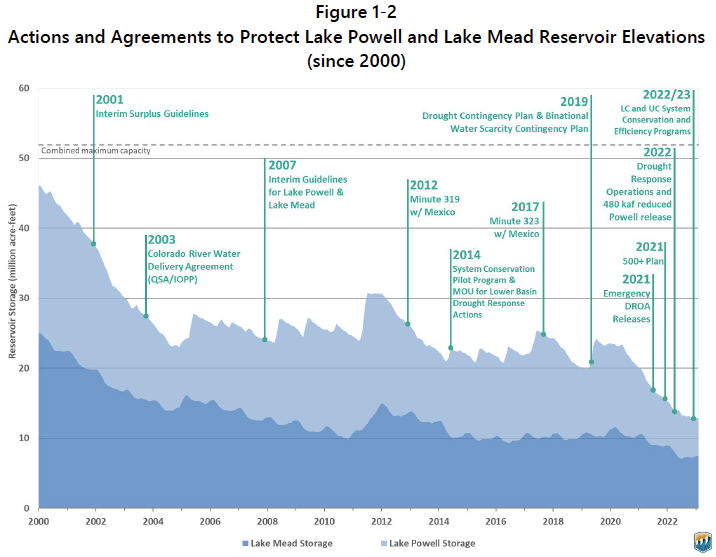 Figure 1-2
Actions and Agreements to Protect Lake Powell and Lake Mead Reservoir Elevations
(since 2000)
Reservoir Storage (million acre-feet)
60
50
40
30
20
10
0
Combined maximum capacity
2001
Interim Surplus Guidelines
2003
Colorado River Water
Delivery Agreement
(QSA/IOPP)
2007
Interim Guidelines
for Lake Powell &
Lake Mead
2012
Minute 319
w/ Mexico
2014
System Conservation
Pilot Program &
MOU for Lower Basin
Drought Response
Actions
2017
Minute 323
w/ Mexico
2019
Drought Contingency Plan & Binational
Water Scarcity Contingency Plan
2021
Emergency
DROA
Releases
2021
500+ Plan
2022
Drought
Response
Operations and
480 kaf reduced
Powell release
2022/23
LC and UC System
Conservation and
Efficiency Programs
2000 2002 2004 2006 2008 2010 2012 2014 2016 2018 2020 2022
Lake Mead Storage Lake Powell Storage